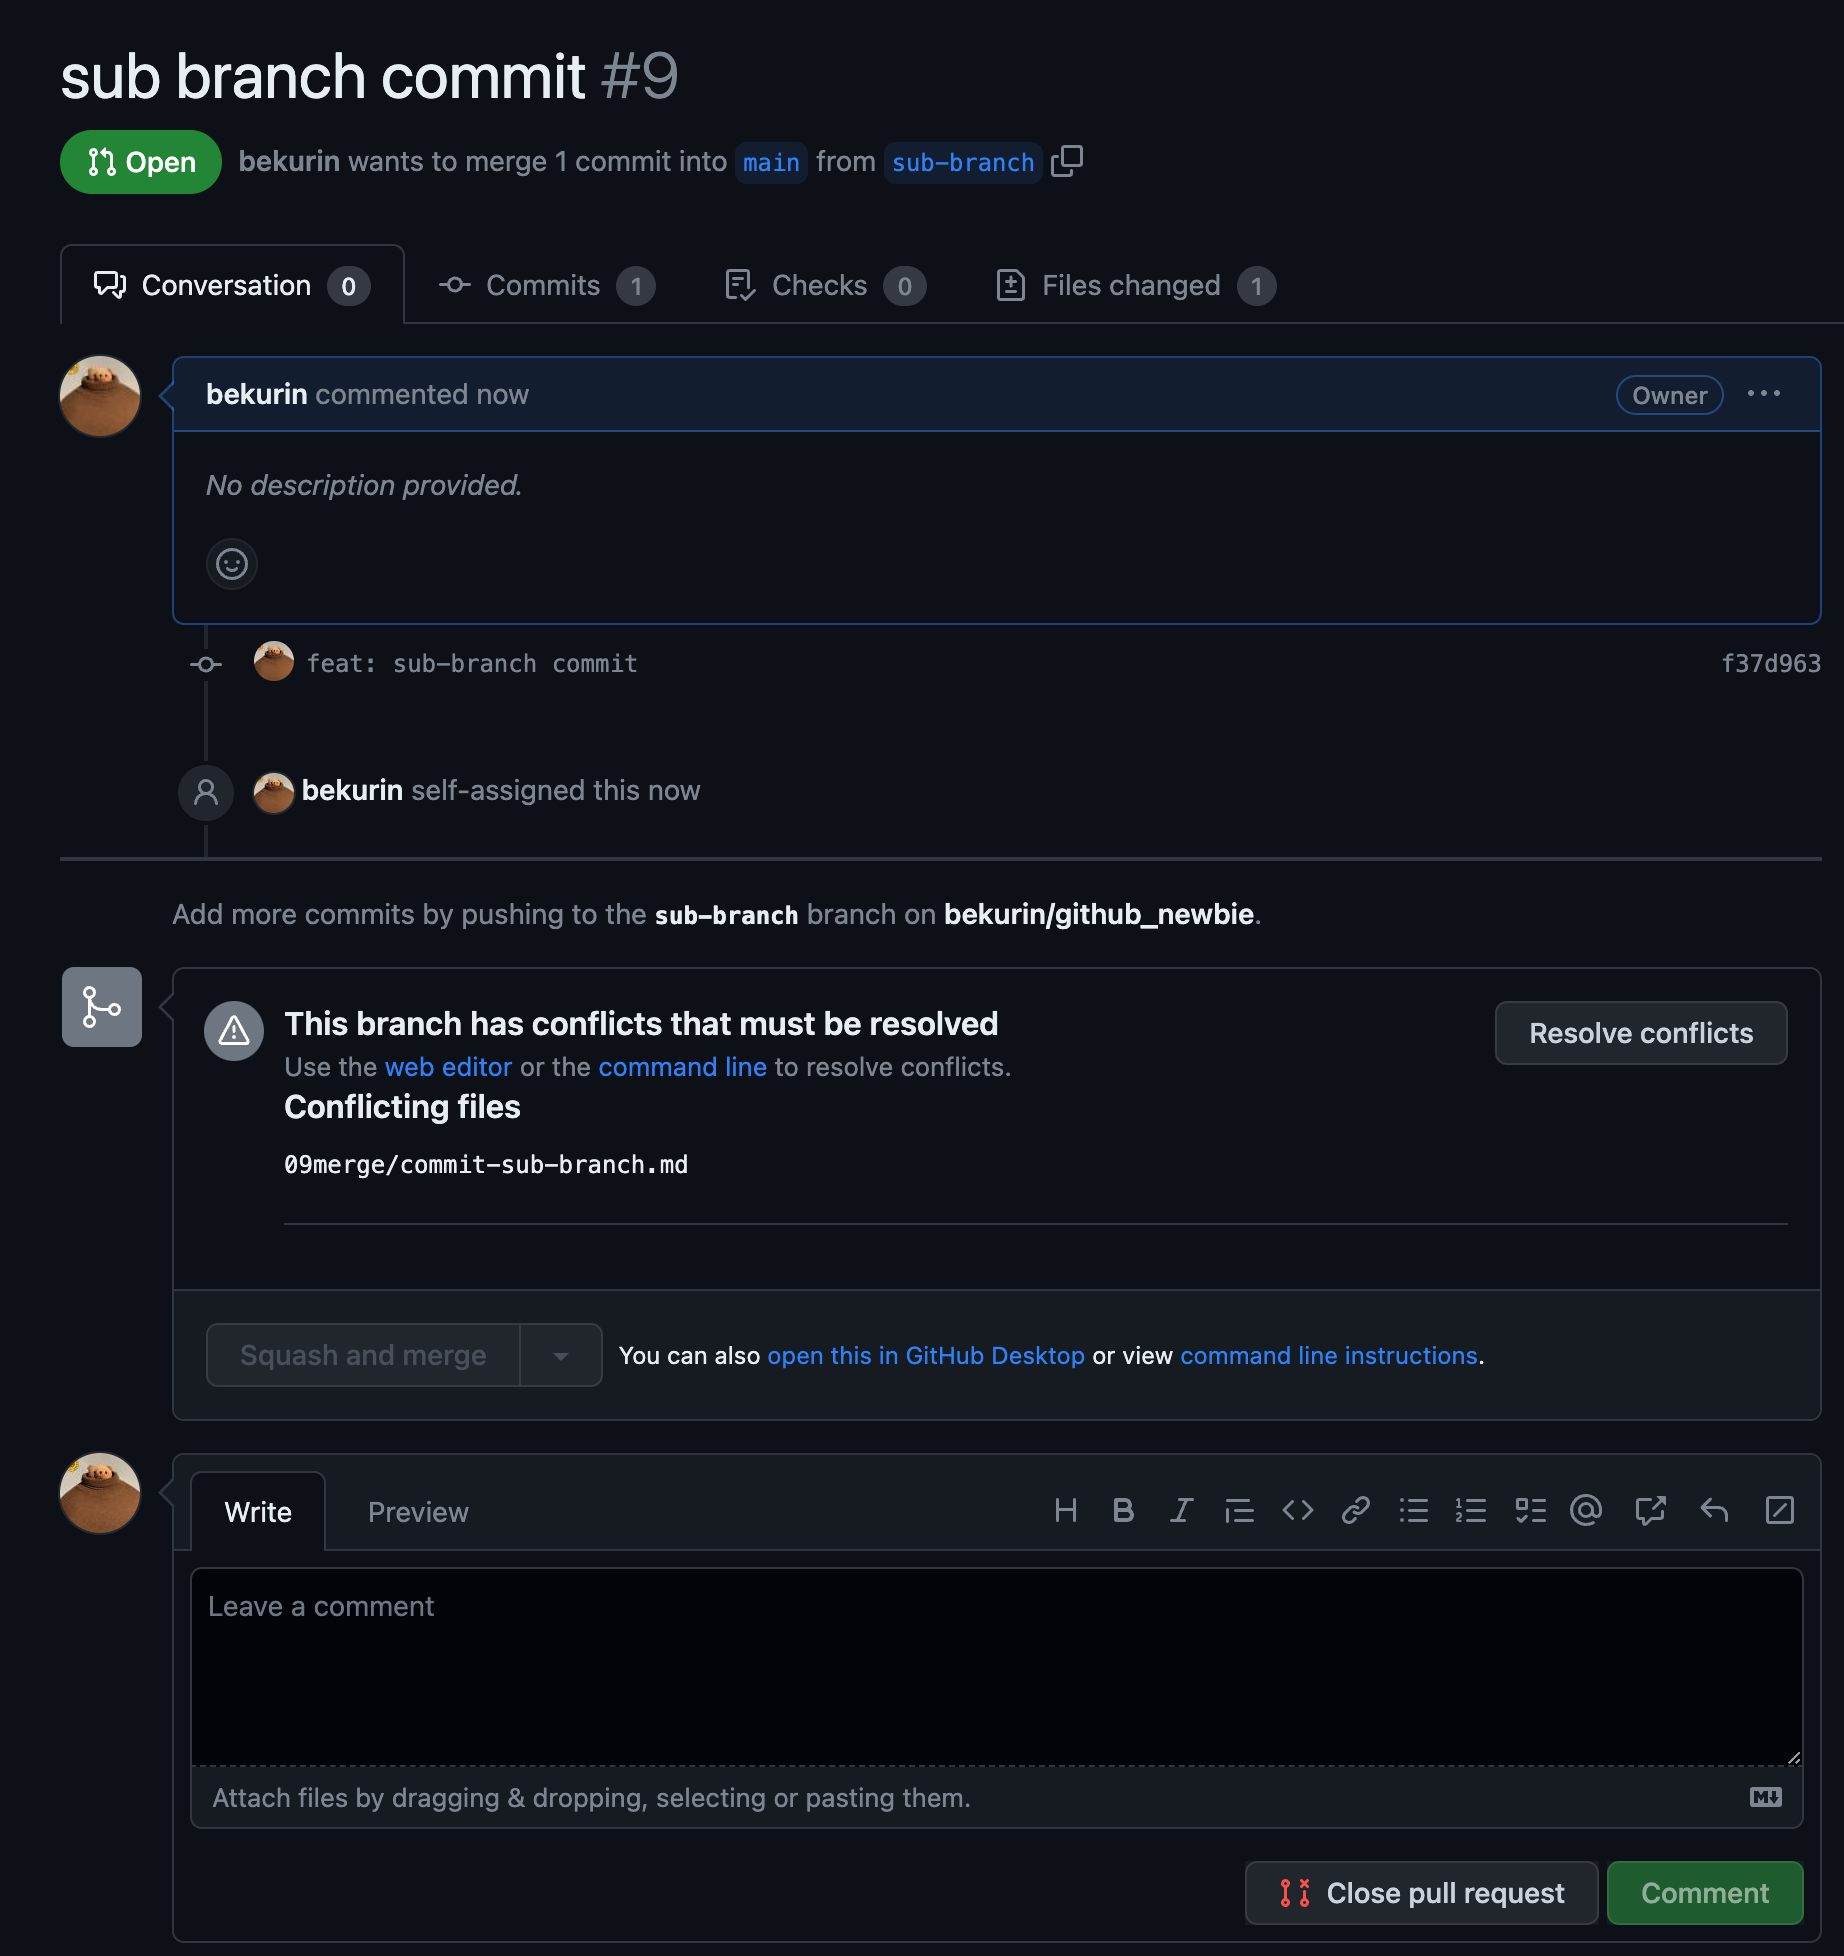 sub branch commit #9
Open bekurin wants to merge 1 commit into main from sub-branch
Conversation 0 Commits 1 Checks 0 Files changed 1
bekurin commented now Owner
No description provided.
feat: sub-branch commit f37d963
bekurin self-assigned this now
Add more commits by pushing to the sub-branch branch on bekurin/github_newbie.
This branch has conflicts that must be resolved
Resolve conflicts
Use the web editor or the command line to resolve conflicts.
Conflicting files
09merge/commit-sub-branch.md
Squash and merge You can also open this in GitHub Desktop or view command line instructions.
Write Preview
Leave a comment
Attach files by dragging & dropping, selecting or pasting them.
Close pull request Comment